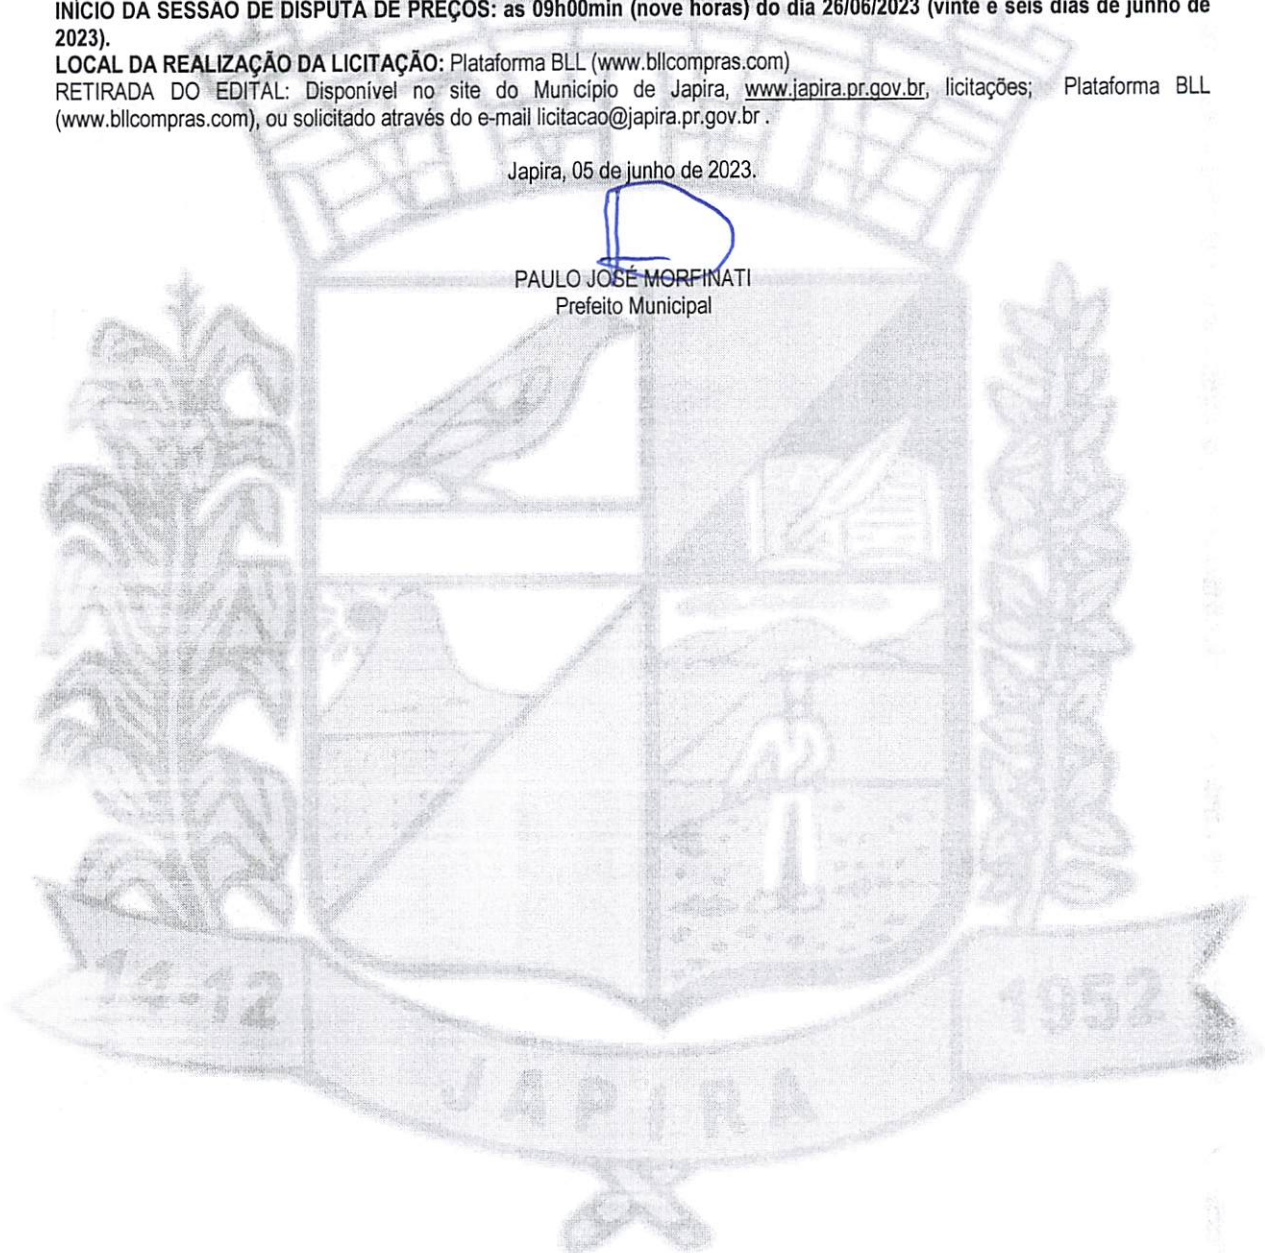 INÍCIO DA SESSÃO DE DISPUTA DE PREÇOS: as 09h00min (nove horas) do dia 26/06/2023 (vinte e seis dias de junho de
2023).
LOCAL DA REALIZAÇÃO DA LICITAÇÃO: Plataforma BLL (www.bllcompras.com)
RETIRADA DO EDITAL: Disponível no site do Município de Japira, www.japira.pr.gov.br, licitações; Plataforma BLL
(www.bllcompras.com), ou solicitado através do e-mail licitacao@japira.pr.gov.br .
Japira, 05 de junho de 2023.
PAULO JOSÉ MORFINATI
Prefeito Municipal
14-12
1952
JAPIRA